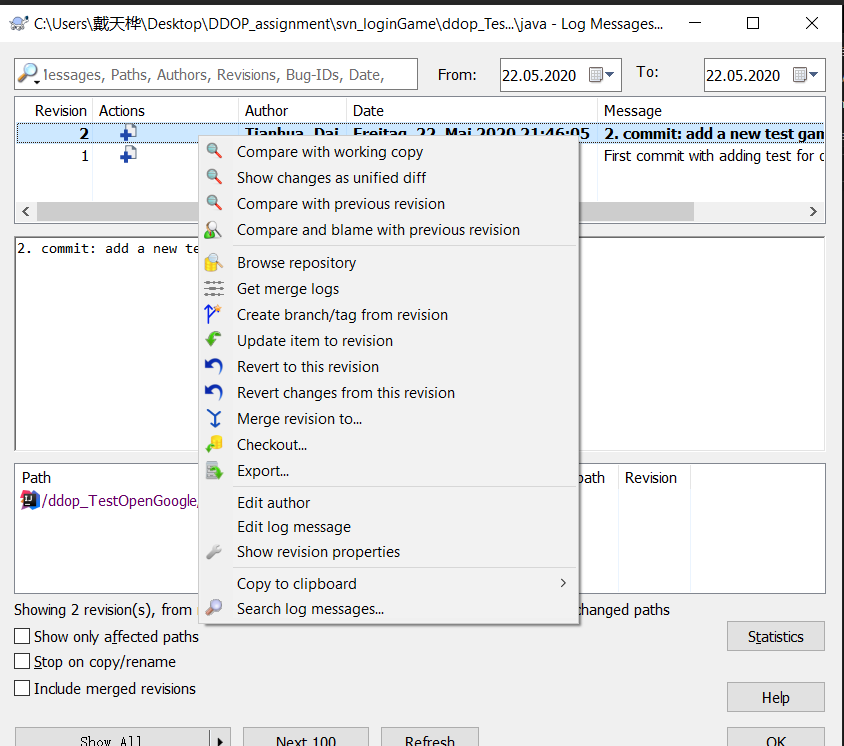 C:\Users\戴天桦\Desktop\DDOP_assignment\svn_loginGame\ddop_Tes...\java - Log Messages...
Messages, Paths, Authors, Revisions, Bug-IDs, Date,
From: 22.05.2020 To: 22.05.2020
Revision Actions Author Date Message
2 Tianhua, Dai Freitag, 22. Mai 2020 21:46:05 2. commit: add a new test gam
1 First commit with adding test for
2. commit: add a new te
Compare with working copy
Show changes as unified diff
Compare with previous revision
Compare and blame with previous revision
Browse repository
Get merge logs
Create branch/tag from revision
Update item to revision
Revert to this revision
Revert changes from this revision
Merge revision to...
Checkout...
Export...
Edit author
Edit log message
Show revision properties
Copy to clipboard
Search log messages...
Path path Revision
/ddop_TestOpenGoogle
Showing 2 revision(s), from changed paths
Show only affected paths
Stop on copy/rename
Include merged revisions
Statistics
Help
Show All Next 100 Refresh OK